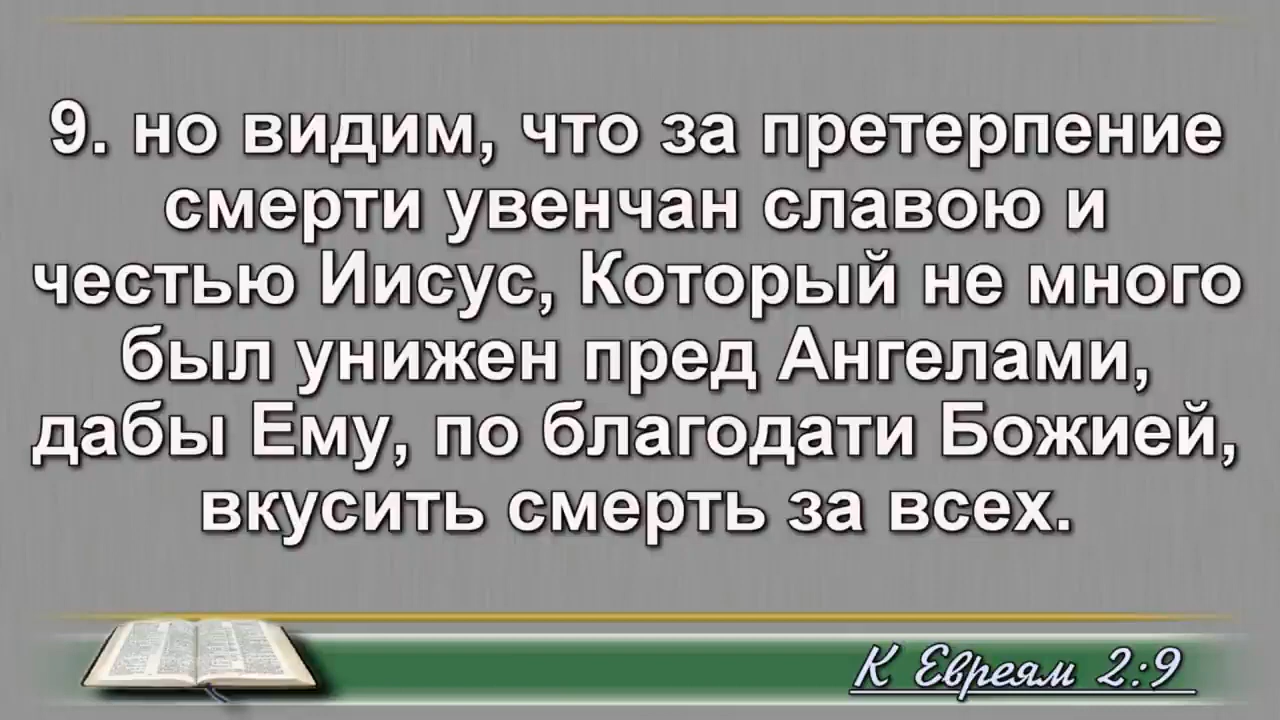 9. но видим, что за претерпение
смерти увенчан славою и
честью Иисус, Который не много
был унижен пред Ангелами,
дабы Ему, по благодати Божией,
вкусить смерть за всех.
К Евреям 2:9